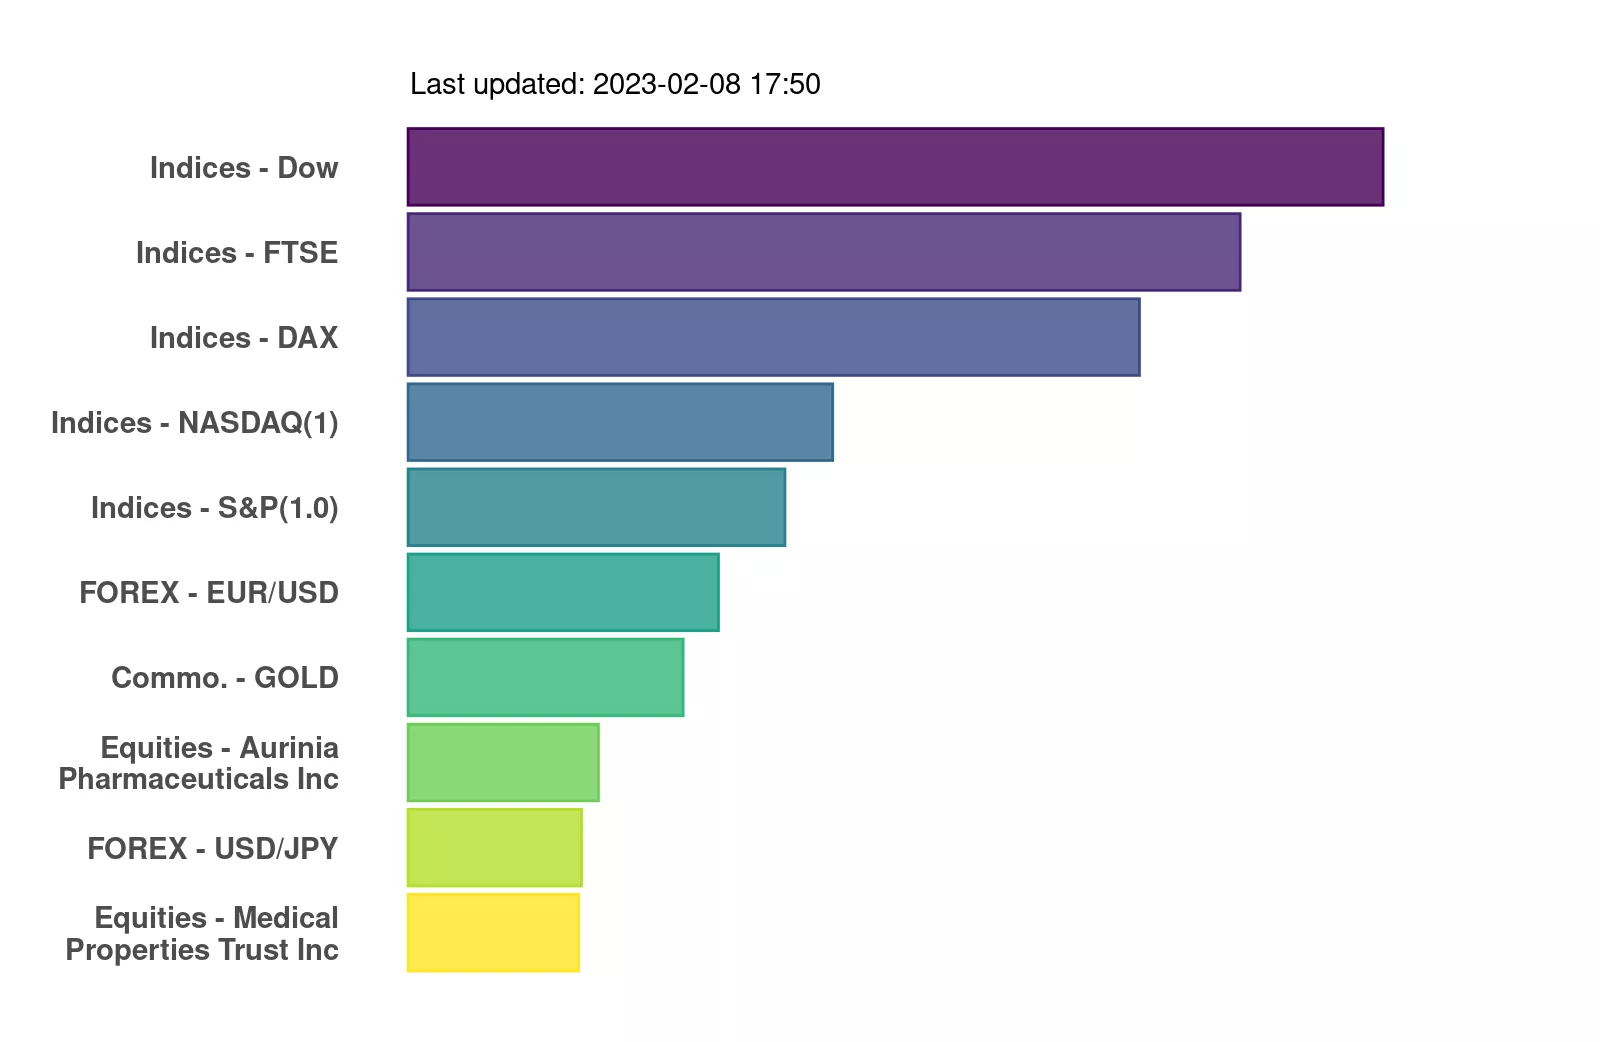 Last updated: 2023-02-08 17:50
Indices - Dow
Indices - FTSE
Indices - DAX
Indices - NASDAQ(1)
Indices - S&P(1.0)
FOREX - EUR/USD
Commo. - GOLD
Equities - Aurinia
Pharmaceuticals Inc
FOREX - USD/JPY
Equities - Medical
Properties Trust Inc